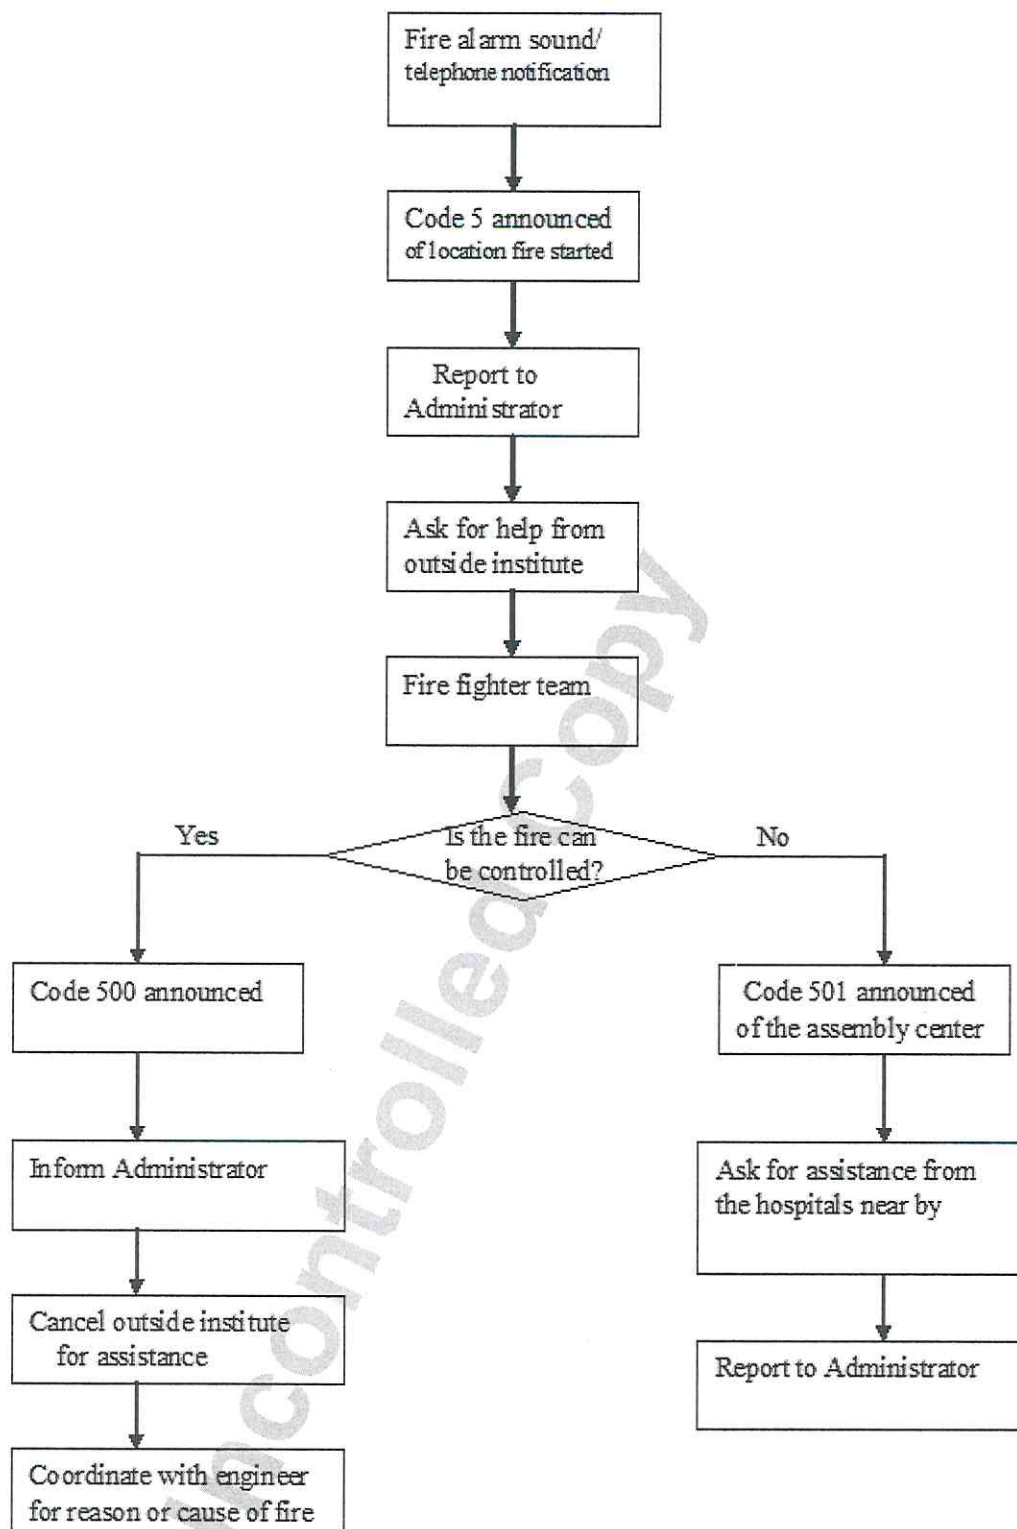 Fire alarm sound/
telephone notification
Code 5 announced
of location fire started
Report to
Administrator
Ask for help from
outside institute
Fire fighter team
Is the fire can
be controlled?
Yes
No
Code 500 announced
Code 501 announced
of the assembly center
Inform Administrator
Ask for assistance from
the hospitals near by
Cancel outside institute
for assistance
Report to Administrator
Coordinate with engineer
for reason or cause of fire
Uncontrolled Copy